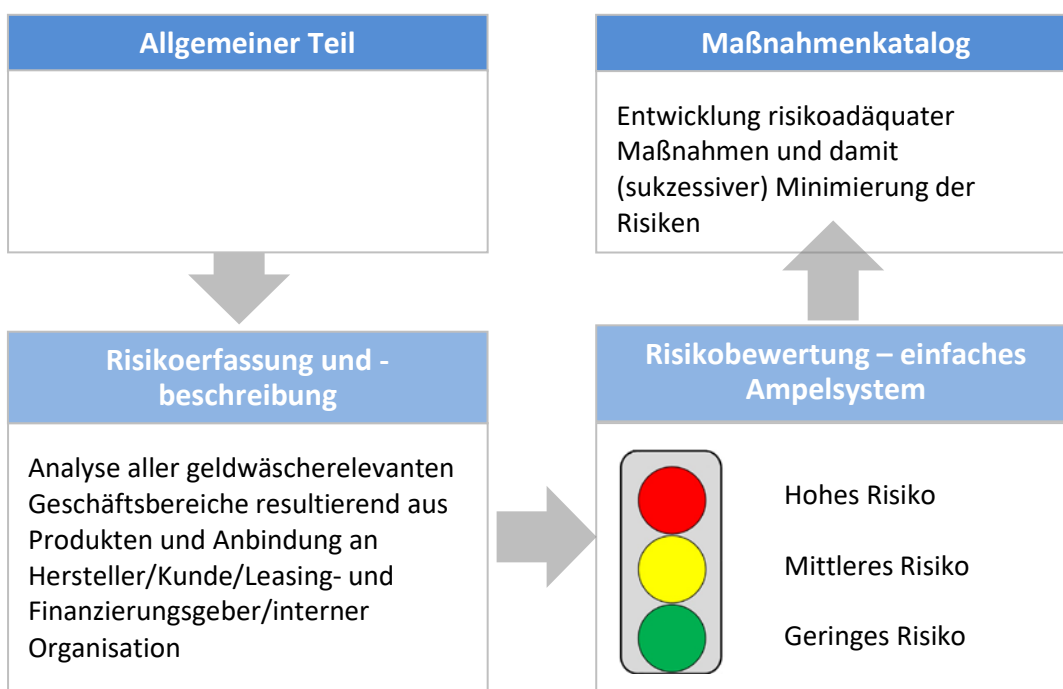 Allgemeiner Teil
Risikoerfassung und -
beschreibung
Analyse aller geldwäscherelevanten
Geschäftsbereiche resultierend aus
Produkten und Anbindung an
Hersteller/Kunde/Leasing- und
Finanzierungsgeber/interner
Organisation
Risikobewertung – einfaches
Ampelsystem
Hohes Risiko
Mittleres Risiko
Geringes Risiko
Maßnahmenkatalog
Entwicklung risikoadäquater
Maßnahmen und damit
(sukzessiver) Minimierung der
Risiken